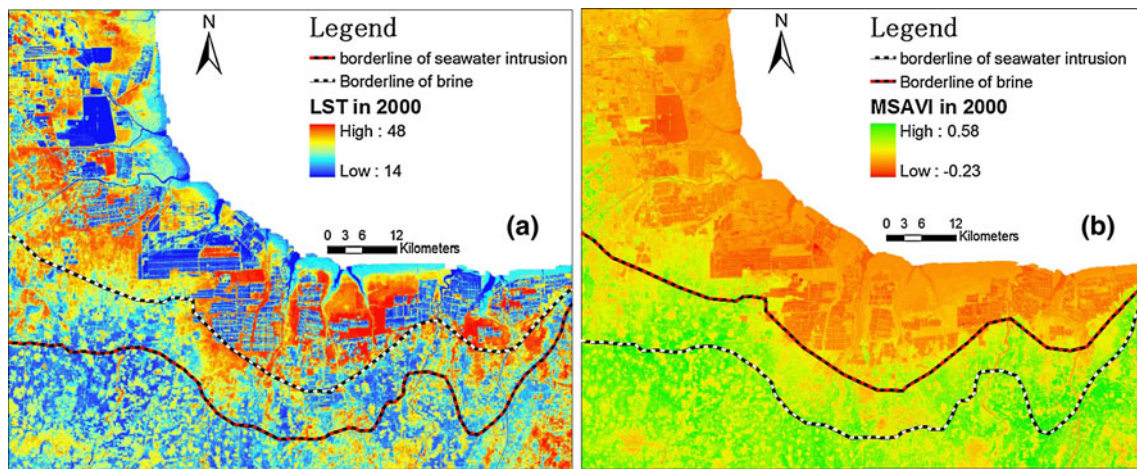 N
Legend
borderline of seawater intrusion
Borderline of brine
LST in 2000
High : 48
Low : 14
(a)
0 3 6 12
Kilometers
N
Legend
borderline of seawater intrusion
Borderline of brine
MSAVI in 2000
High : 0.58
Low : -0.23
(b)
0 3 6 12
Kilometers